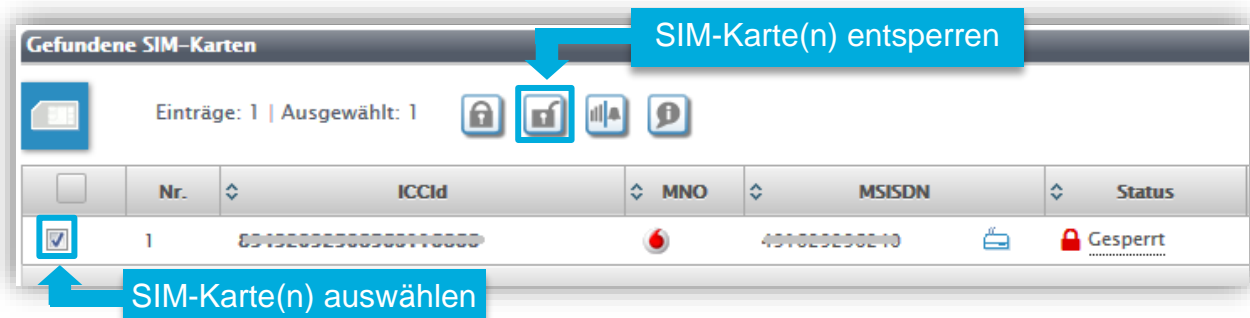 SIM-Karte(n) entsperren
Gefundene SIM-Karten
Einträge: 1 | Ausgewählt: 1
Nr. ICCId MNO MSISDN Status
1 Gesperrt
SIM-Karte(n) auswählen